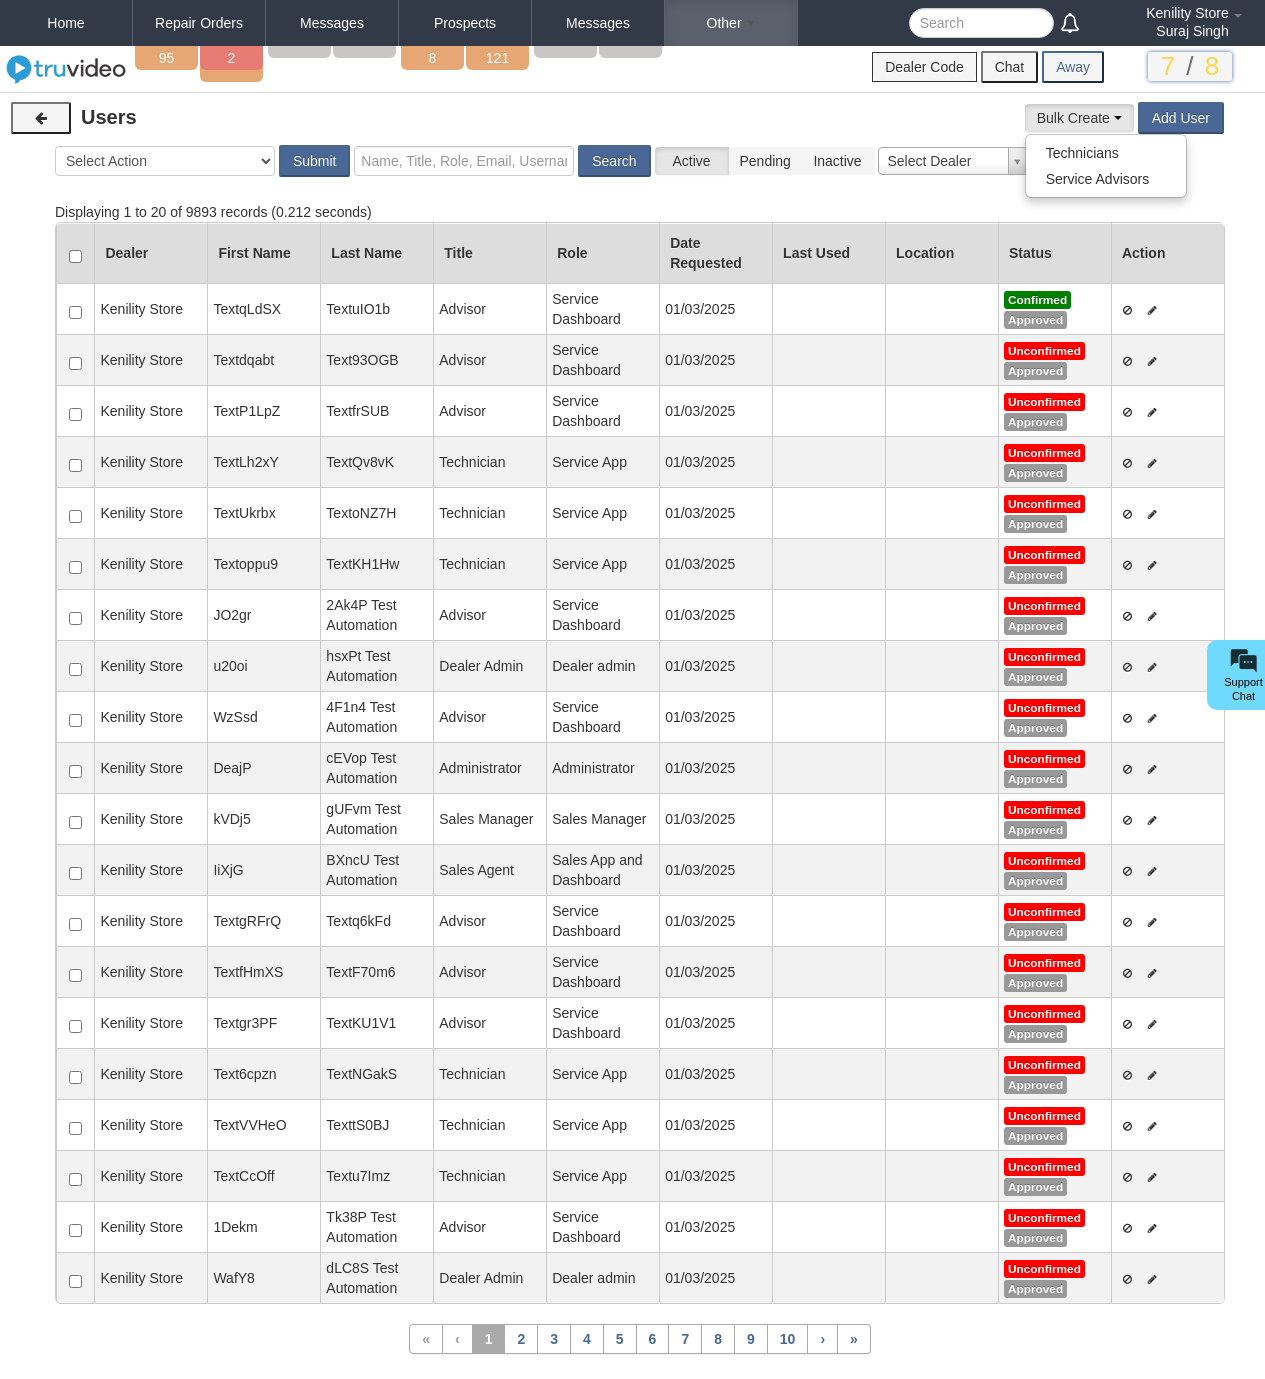 Home Repair Orders Messages Prospects Messages Other
Search
Kenility Store
Suraj Singh
truvideo
95 2 8 121
Dealer Code Chat Away 7 / 8
Users
Bulk Create Add User
Technicians
Service Advisors
Select Action Submit Name, Title, Role, Email, Usernar Search Active Pending Inactive Select Dealer
Displaying 1 to 20 of 9893 records (0.212 seconds)
Dealer First Name Last Name Title Role Date Requested Last Used Location Status Action
Kenility Store TextqLdSX TextuIO1b Advisor Service Dashboard 01/03/2025 Confirmed Approved
Kenility Store Textdqabt Text93OGB Advisor Service Dashboard 01/03/2025 Unconfirmed Approved
Kenility Store TextP1LpZ TextfrSUB Advisor Service Dashboard 01/03/2025 Unconfirmed Approved
Kenility Store TextLh2xY TextQv8vK Technician Service App 01/03/2025 Unconfirmed Approved
Kenility Store TextUkrbx TextoNZ7H Technician Service App 01/03/2025 Unconfirmed Approved
Kenility Store Textoppu9 TextKH1Hw Technician Service App 01/03/2025 Unconfirmed Approved
Kenility Store JO2gr 2Ak4P Test Automation Advisor Service Dashboard 01/03/2025 Unconfirmed Approved
Kenility Store u20oi hsxPt Test Automation Dealer Admin Dealer admin 01/03/2025 Unconfirmed Approved
Kenility Store WzSsd 4F1n4 Test Automation Advisor Service Dashboard 01/03/2025 Unconfirmed Approved
Kenility Store DeajP cEVop Test Automation Administrator Administrator 01/03/2025 Unconfirmed Approved
Kenility Store kVDj5 gUFvm Test Automation Sales Manager Sales Manager 01/03/2025 Unconfirmed Approved
Kenility Store IiXjG BXncU Test Automation Sales Agent Sales App and Dashboard 01/03/2025 Unconfirmed Approved
Kenility Store TextgRFrQ Textq6kFd Advisor Service Dashboard 01/03/2025 Unconfirmed Approved
Kenility Store TextfHmXS TextF70m6 Advisor Service Dashboard 01/03/2025 Unconfirmed Approved
Kenility Store Textgr3PF TextKU1V1 Advisor Service Dashboard 01/03/2025 Unconfirmed Approved
Kenility Store Text6cpzn TextNGakS Technician Service App 01/03/2025 Unconfirmed Approved
Kenility Store TextVVHeO TexttS0BJ Technician Service App 01/03/2025 Unconfirmed Approved
Kenility Store TextCcOff Textu7Imz Technician Service App 01/03/2025 Unconfirmed Approved
Kenility Store 1Dekm Tk38P Test Automation Advisor Service Dashboard 01/03/2025 Unconfirmed Approved
Kenility Store WafY8 dLC8S Test Automation Dealer Admin Dealer admin 01/03/2025 Unconfirmed Approved
Support
Chat
« ‹ 1 2 3 4 5 6 7 8 9 10 › »